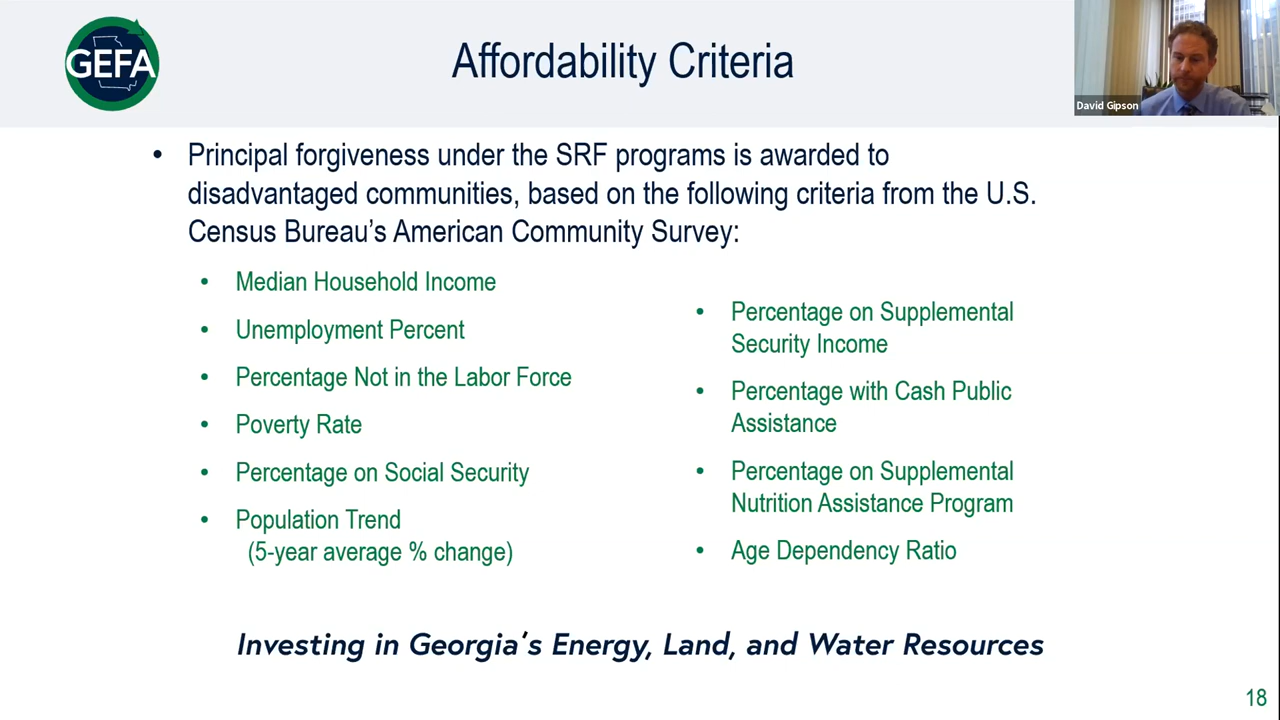 GEFA
Affordability Criteria
David Gipson
• Principal forgiveness under the SRF programs is awarded to
disadvantaged communities, based on the following criteria from the U.S.
Census Bureau's American Community Survey:
• Median Household Income
• Unemployment Percent
• Percentage Not in the Labor Force
• Poverty Rate
• Percentage on Social Security
• Population Trend
(5-year average % change)
• Percentage on Supplemental
Security Income
• Percentage with Cash Public
Assistance
• Percentage on Supplemental
Nutrition Assistance Program
• Age Dependency Ratio
Investing in Georgia's Energy, Land, and Water Resources
18